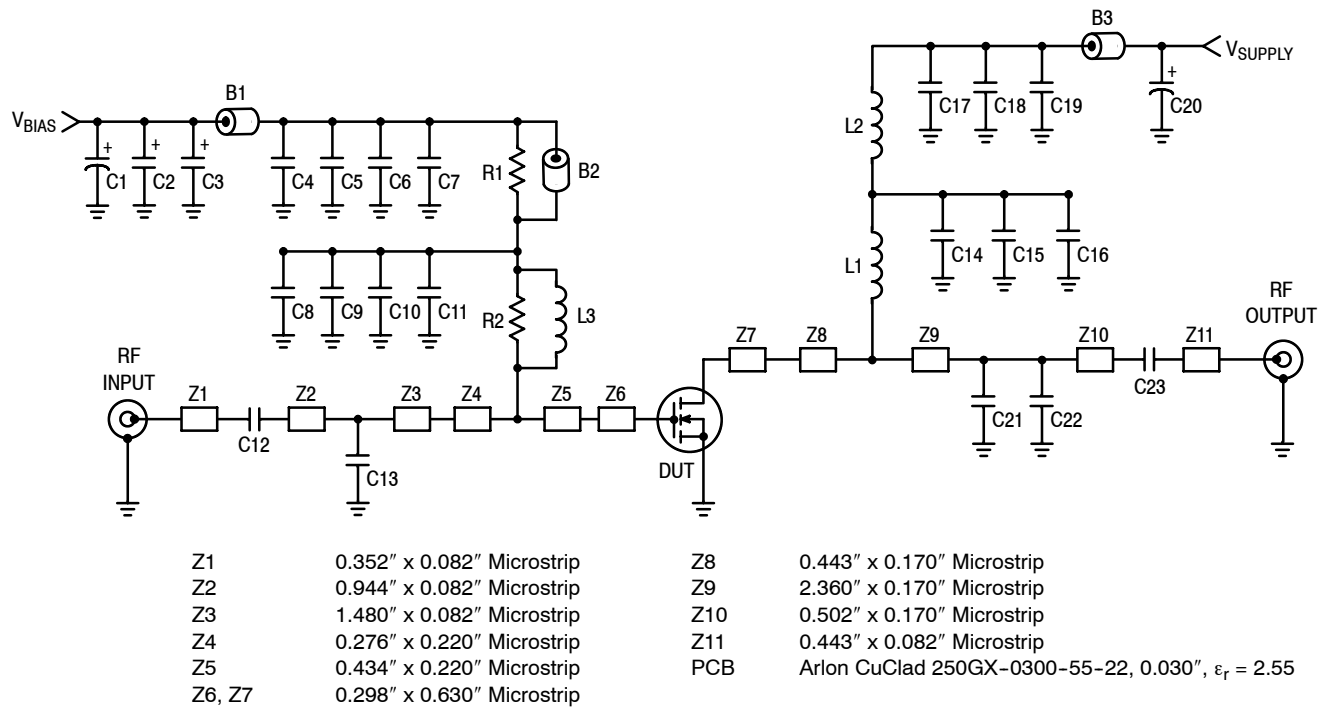 B3
V_SUPPLY
B1
V_BIAS
+
C17
C18
C19
C20
L2
+
+
+
C1
C2
C3
C4
C5
C6
C7
R1
B2
C14
C15
C16
L1
C8
C9
C10
C11
R2
L3
RF
OUTPUT
RF
INPUT
Z7
Z8
Z9
Z10
Z11
C23
Z1
Z2
Z3
Z4
Z5
Z6
C12
C21
C22
C13
DUT
Z1 0.352″ x 0.082″ Microstrip
Z2 0.944″ x 0.082″ Microstrip
Z3 1.480″ x 0.082″ Microstrip
Z4 0.276″ x 0.220″ Microstrip
Z5 0.434″ x 0.220″ Microstrip
Z6, Z7 0.298″ x 0.630″ Microstrip
Z8 0.443″ x 0.170″ Microstrip
Z9 2.360″ x 0.170″ Microstrip
Z10 0.502″ x 0.170″ Microstrip
Z11 0.443″ x 0.082″ Microstrip
PCB Arlon CuClad 250GX-0300-55-22, 0.030″, εr = 2.55